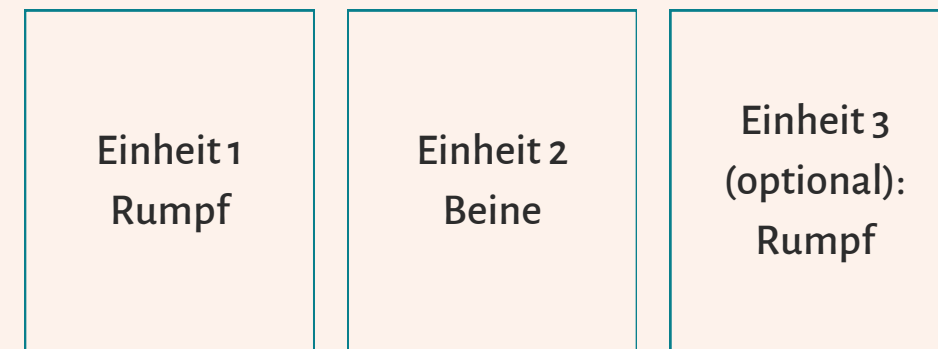 Einheit 1
Rumpf
Einheit 2
Beine
Einheit 3
(optional):
Rumpf